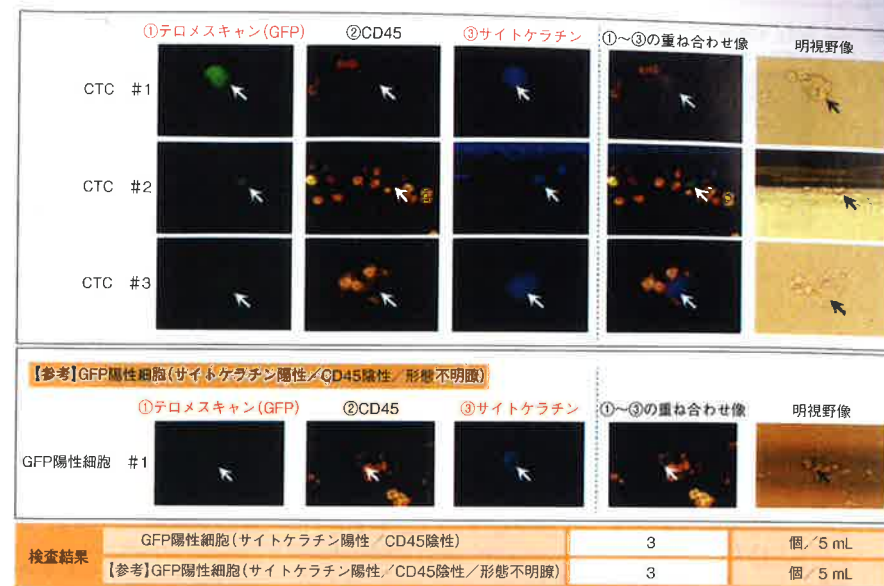 ①テロメスキャン(GFP) ②CD45 ③サイトケラチン ①〜③の重ね合わせ像 明視野像
CTC #1
CTC #2
CTC #3
【参考】GFP陽性細胞(サイトケラチン陽性／CD45陰性／形態不明瞭)
①テロメスキャン(GFP) ②CD45 ③サイトケラチン ①〜③の重ね合わせ像 明視野像
GFP陽性細胞 #1
検査結果
GFP陽性細胞(サイトケラチン陽性／CD45陰性) 3 個／5 mL
【参考】GFP陽性細胞(サイトケラチン陽性／CD45陰性／形態不明瞭) 3 個／5 mL